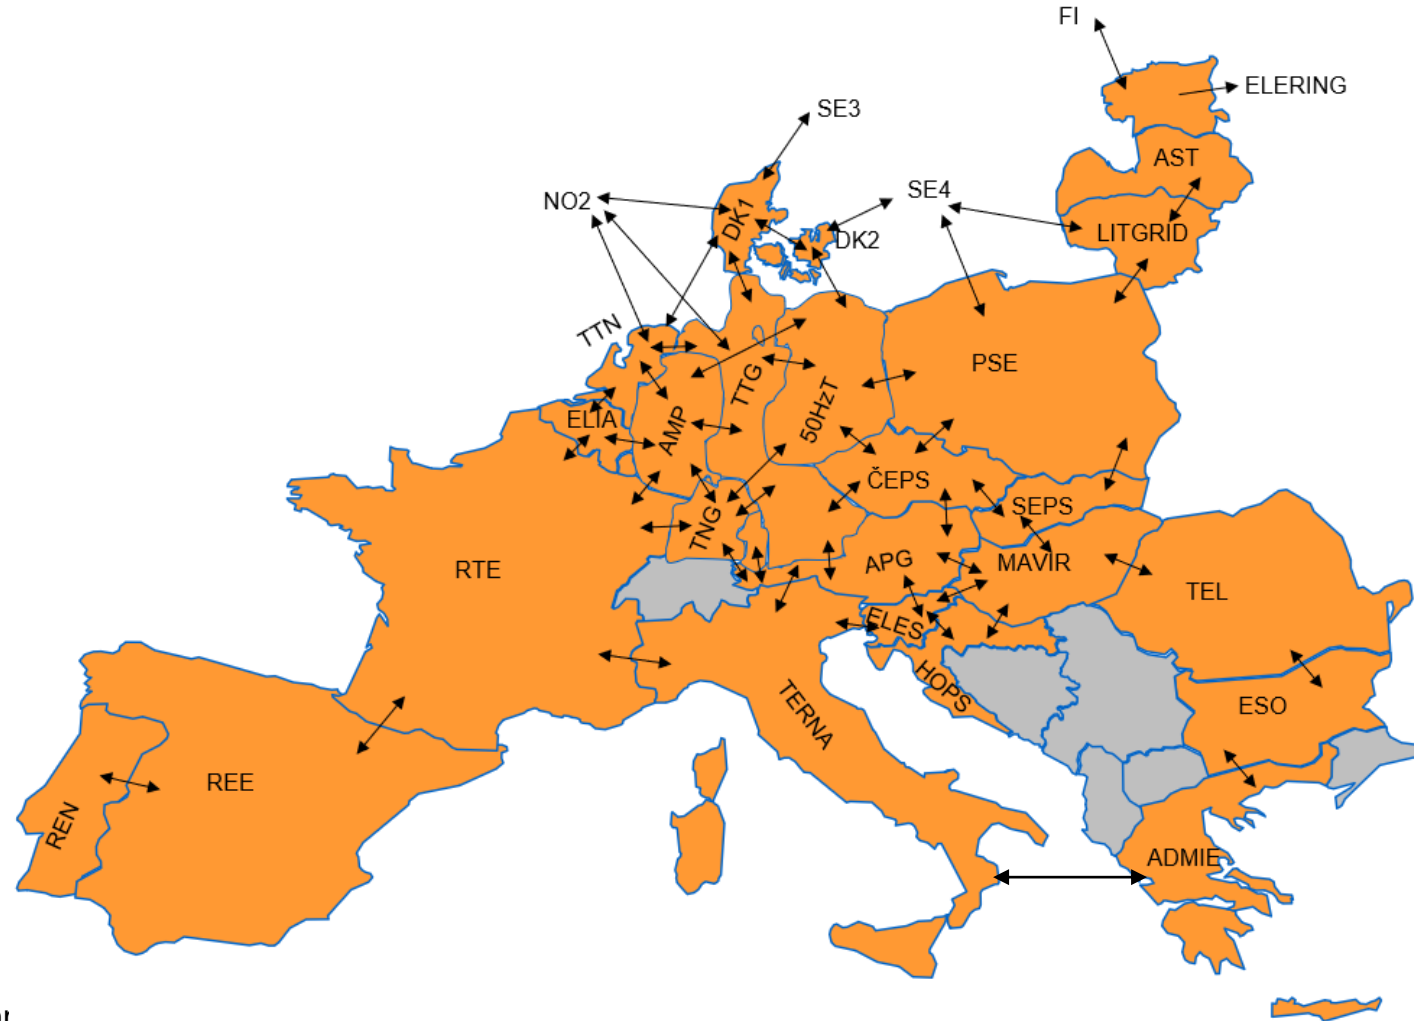 FI
ELERING
SE3
AST
NO2
SE4
DK1
LITGRID
DK2
TTN
PSE
TTG
50HzT
ELIA
AMP
ČEPS
SEPS
TNG
RTE
APG
MAVIR
TEL
ELES
HOPS
TERNA
ESO
REE
REN
ADMIE